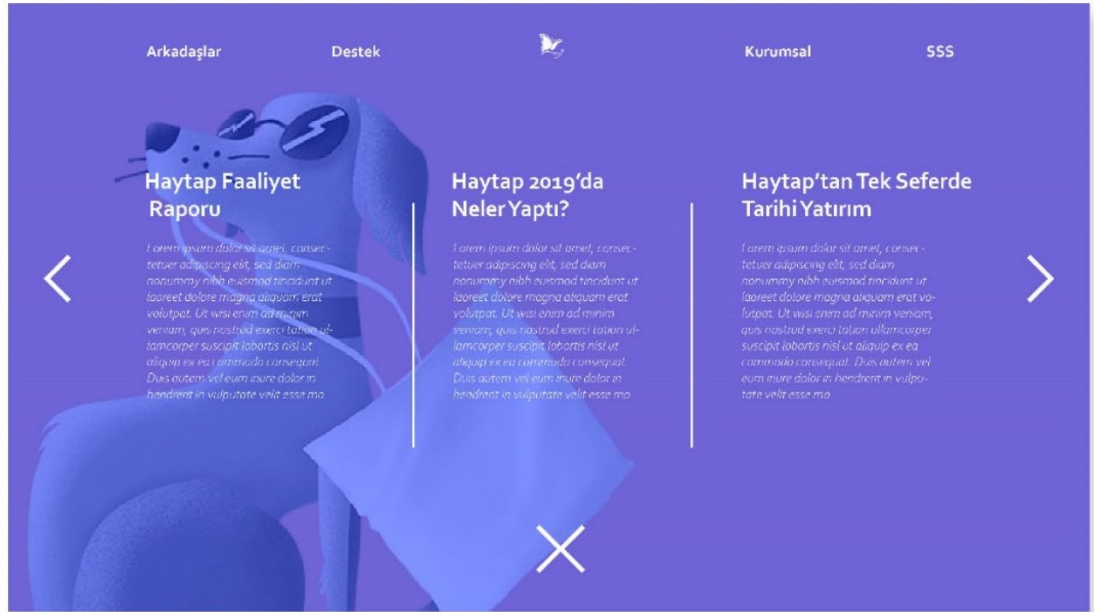 Arkadaşlar
Destek
Kurumsal
SSS
Haytap Faaliyet
Raporu
Lorem ipsum dolor sit amet, consec-
tetuer adipiscing elit, sed diam
nonummy nibh euismod tincidunt ut
laoreet dolore magna aliquam erat
volutpat. Ut wisi enim ad minim
veniam, quis nostrud exerci tation ul-
lamcorper suscipit lobortis nisl ut
aliquip ex ea commodo consequat.
Duis autem vel eum iriure dolor in
hendrerit in vulputate velit esse mo
Haytap 2019'da
Neler Yaptı?
Lorem ipsum dolor sit amet, consec-
tetuer adipiscing elit, sed diam
nonummy nibh euismod tincidunt ut
laoreet dolore magna aliquam erat
volutpat. Ut wisi enim ad minim
veniam, quis nostrud exerci tation ul-
lamcorper suscipit lobortis nisl ut
aliquip ex ea commodo consequat.
Duis autem vel eum iriure dolor in
hendrerit in vulputate velit esse mo
Haytap'tan Tek Seferde
Tarihi Yatırım
Lorem ipsum dolor sit amet, consec-
tetuer adipiscing elit, sed diam
nonummy nibh euismod tincidunt ut
laoreet dolore magna aliquam erat vo-
lutpat. Ut wisi enim ad minim veniam,
quis nostrud exerci tation ullamcorper
suscipit lobortis nisl ut aliquip ex ea
commodo consequat. Duis autem vel
eum iriure dolor in hendrerit in vulpu-
tate velit esse mo